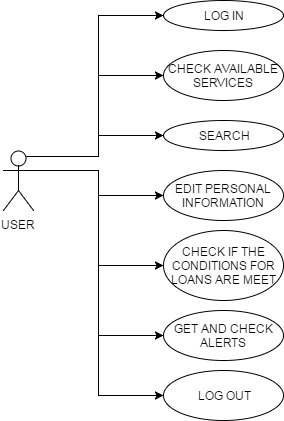 LOG IN
CHECK AVAILABLE
SERVICES
SEARCH
EDIT PERSONAL
INFORMATION
USER
CHECK IF THE
CONDITIONS FOR
LOANS ARE MEET
GET AND CHECK
ALERTS
LOG OUT